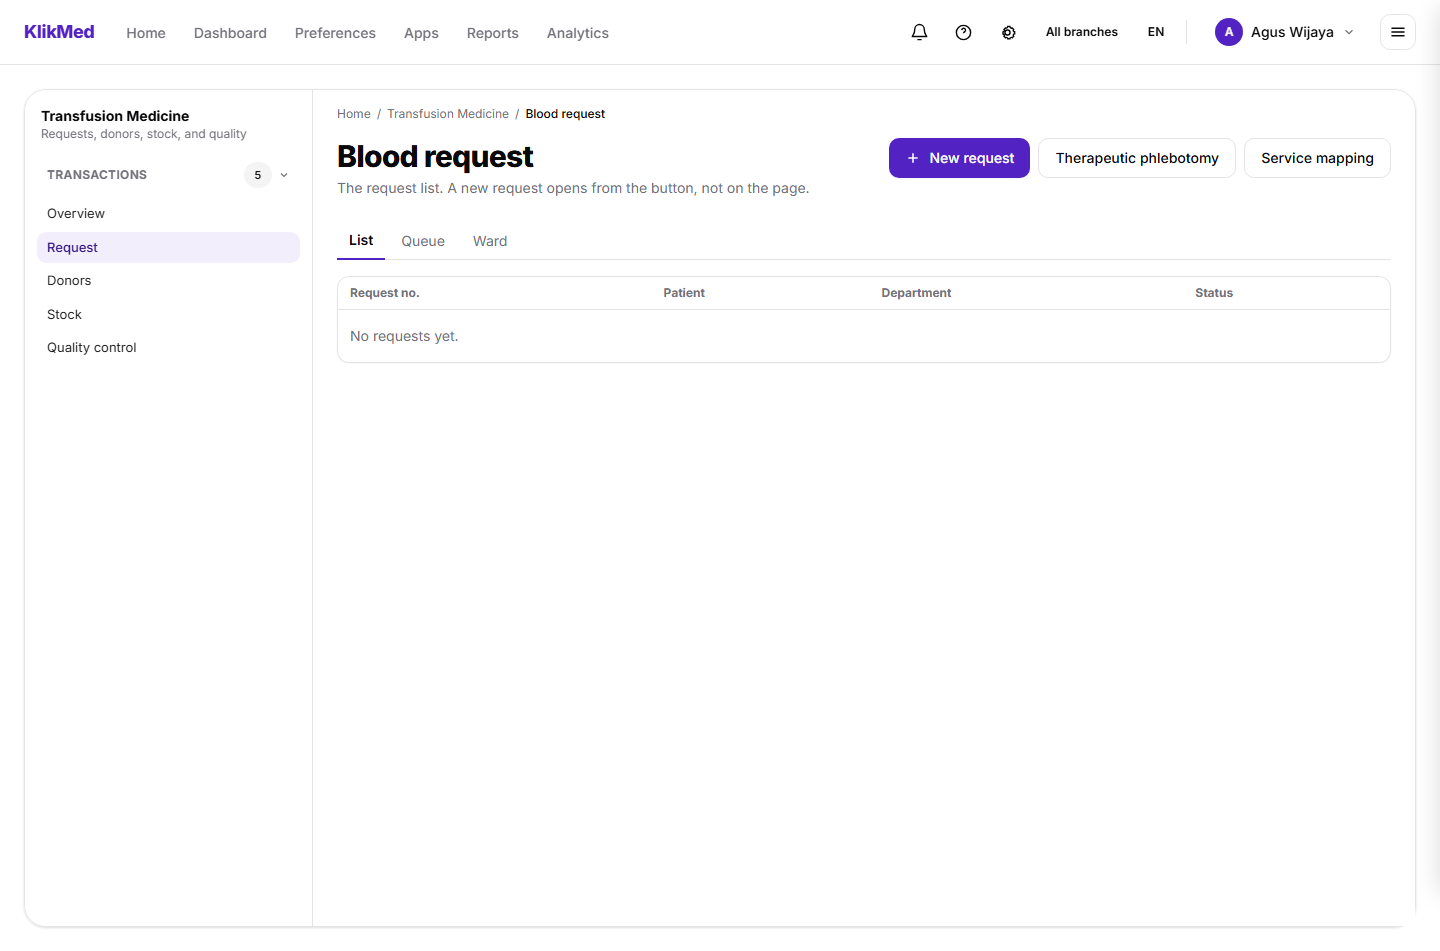 KlikMed Home Dashboard Preferences Apps Reports Analytics All branches EN A Agus Wijaya
Transfusion Medicine
Requests, donors, stock, and quality
TRANSACTIONS 5
Overview
Request
Donors
Stock
Quality control
Home / Transfusion Medicine / Blood request
Blood request
+ New request Therapeutic phlebotomy Service mapping
The request list. A new request opens from the button, not on the page.
List Queue Ward
Request no. Patient Department Status
No requests yet.